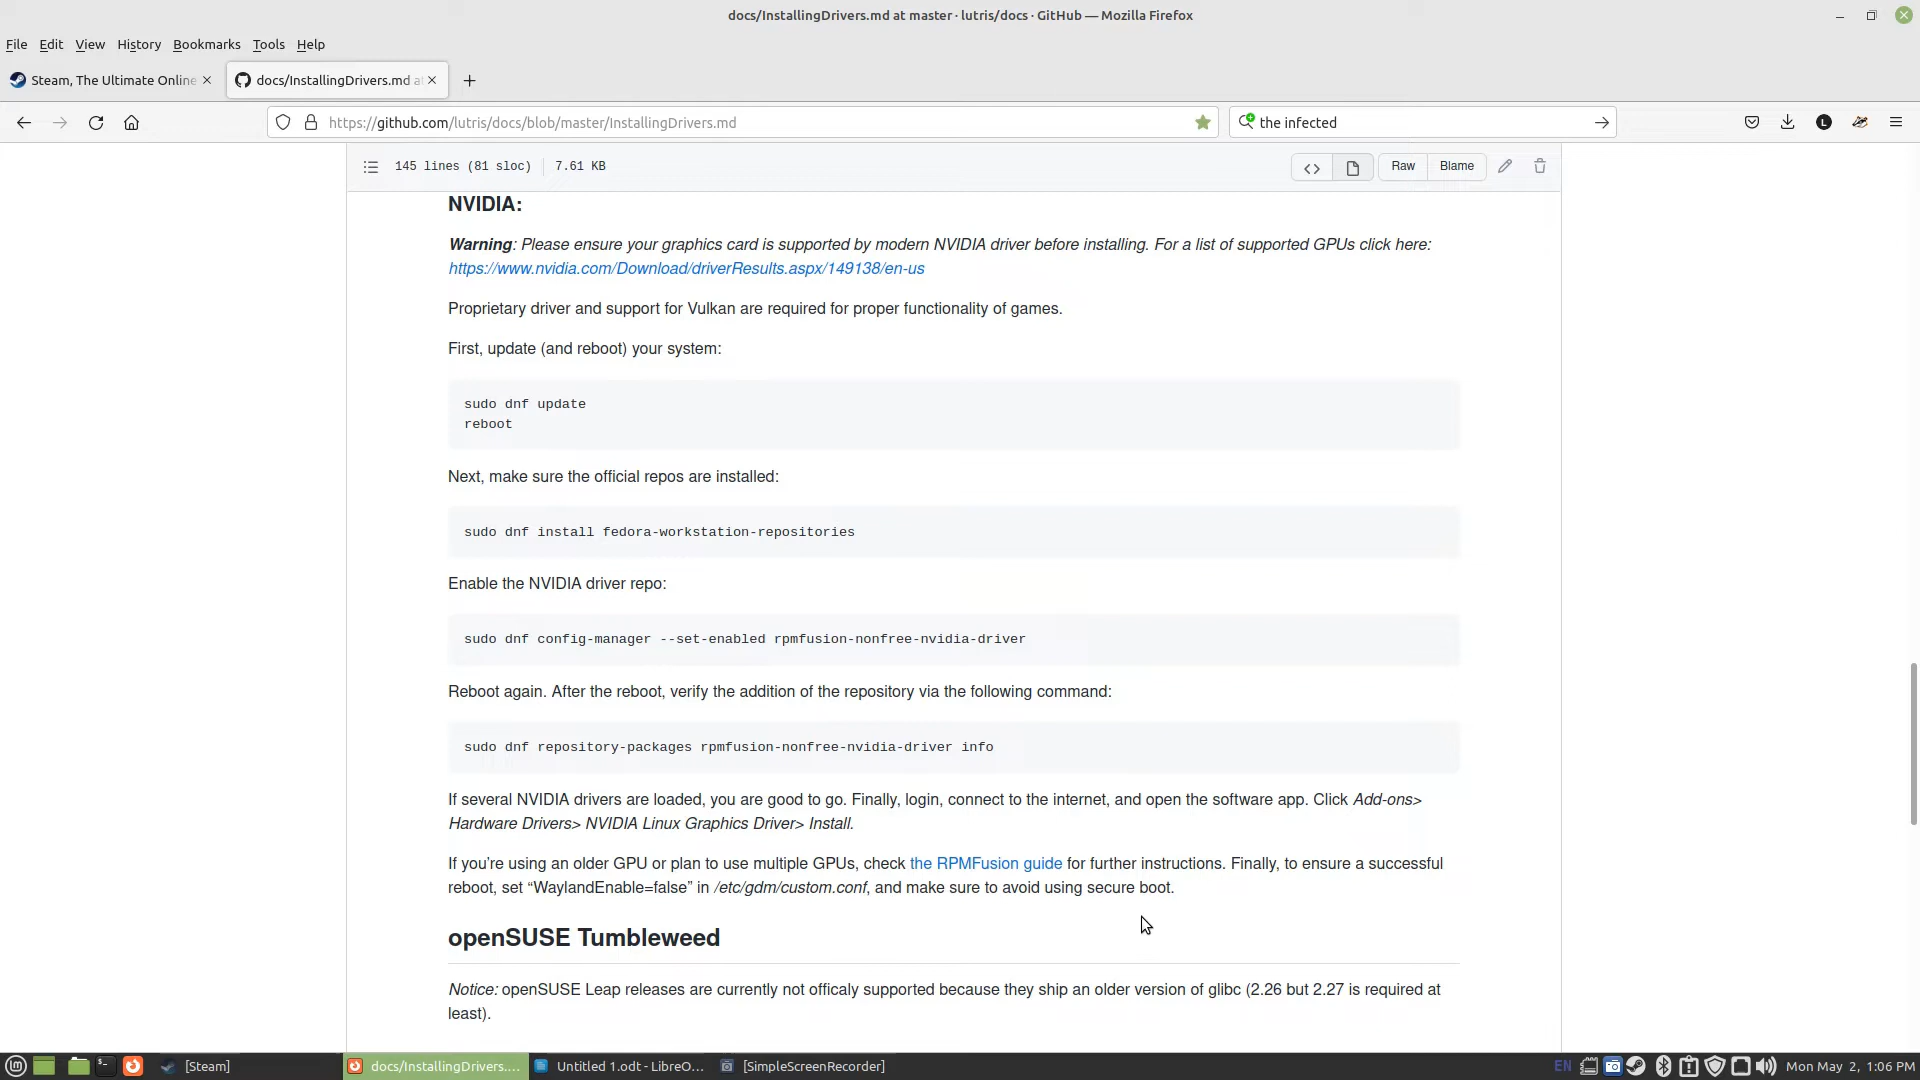 docs/InstallingDrivers.md at master · lutris/docs · GitHub — Mozilla Firefox
File Edit View History Bookmarks Tools Help
Steam, The Ultimate Online
docs/InstallingDrivers.md a
https://github.com/lutris/docs/blob/master/InstallingDrivers.md
the infected
L
145 lines (81 sloc) 7.61 KB
Raw Blame
NVIDIA:
Warning: Please ensure your graphics card is supported by modern NVIDIA driver before installing. For a list of supported GPUs click here:
https://www.nvidia.com/Download/driverResults.aspx/149138/en-us
Proprietary driver and support for Vulkan are required for proper functionality of games.
First, update (and reboot) your system:
sudo dnf update
reboot
Next, make sure the official repos are installed:
sudo dnf install fedora-workstation-repositories
Enable the NVIDIA driver repo:
sudo dnf config-manager --set-enabled rpmfusion-nonfree-nvidia-driver
Reboot again. After the reboot, verify the addition of the repository via the following command:
sudo dnf repository-packages rpmfusion-nonfree-nvidia-driver info
If several NVIDIA drivers are loaded, you are good to go. Finally, login, connect to the internet, and open the software app. Click Add-ons>
Hardware Drivers> NVIDIA Linux Graphics Driver> Install.
If you're using an older GPU or plan to use multiple GPUs, check the RPMFusion guide for further instructions. Finally, to ensure a successful
reboot, set “WaylandEnable=false” in /etc/gdm/custom.conf, and make sure to avoid using secure boot.
openSUSE Tumbleweed
Notice: openSUSE Leap releases are currently not officaly supported because they ship an older version of glibc (2.26 but 2.27 is required at
least).
[Steam] docs/InstallingDrivers.... Untitled 1.odt - LibreO... [SimpleScreenRecorder] EN Mon May 2, 1:06 PM